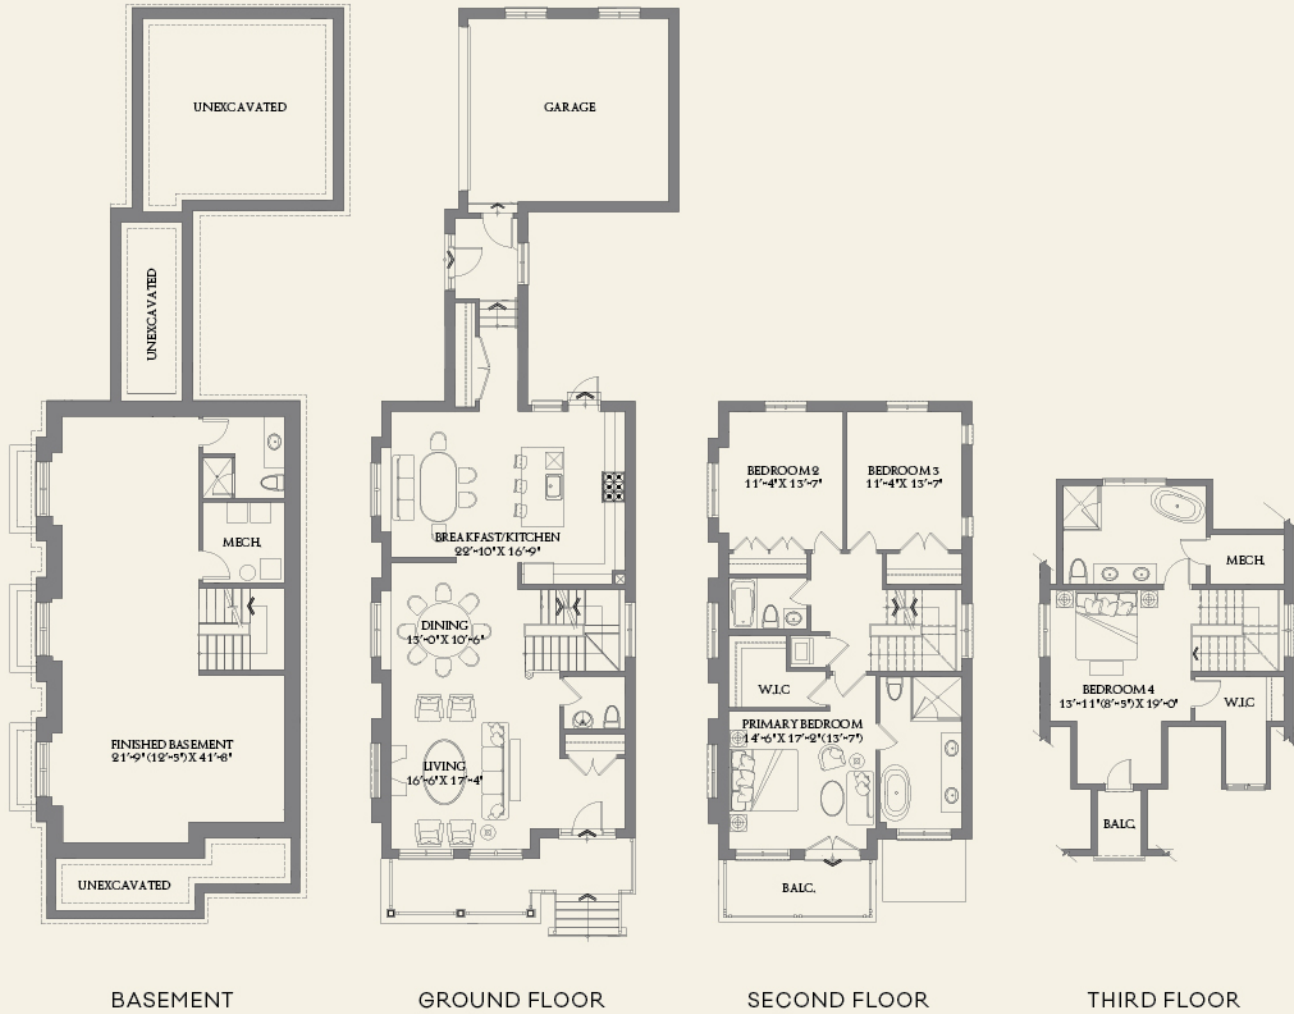 UNEXCAVATED
UNEXCAVATED
MECH.
FINISHED BASEMENT
21'-9" (12'-5") X 41'-8"
UNEXCAVATED
BASEMENT
GARAGE
BREAKFAST/KITCHEN
22'-10" X 16'-9"
DINING
13'-0" X 10'-6"
LIVING
16'-6" X 17'-4"
GROUND FLOOR
BEDROOM 2
11'-4" X 13'-7"
BEDROOM 3
11'-4" X 13'-7"
W.I.C
PRIMARY BEDROOM
14'-6" X 17'-2" (13'-7")
BALC.
SECOND FLOOR
MECH.
BEDROOM 4
13'-11" (8'-5") X 19'-0"
W.I.C
BALC.
THIRD FLOOR